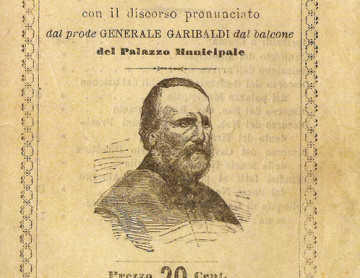 con il discorso pronunciato
dal prode GENERALE GARIBALDI dal balcone
del Palazzo Municipale
Prezzo 20 Cent.